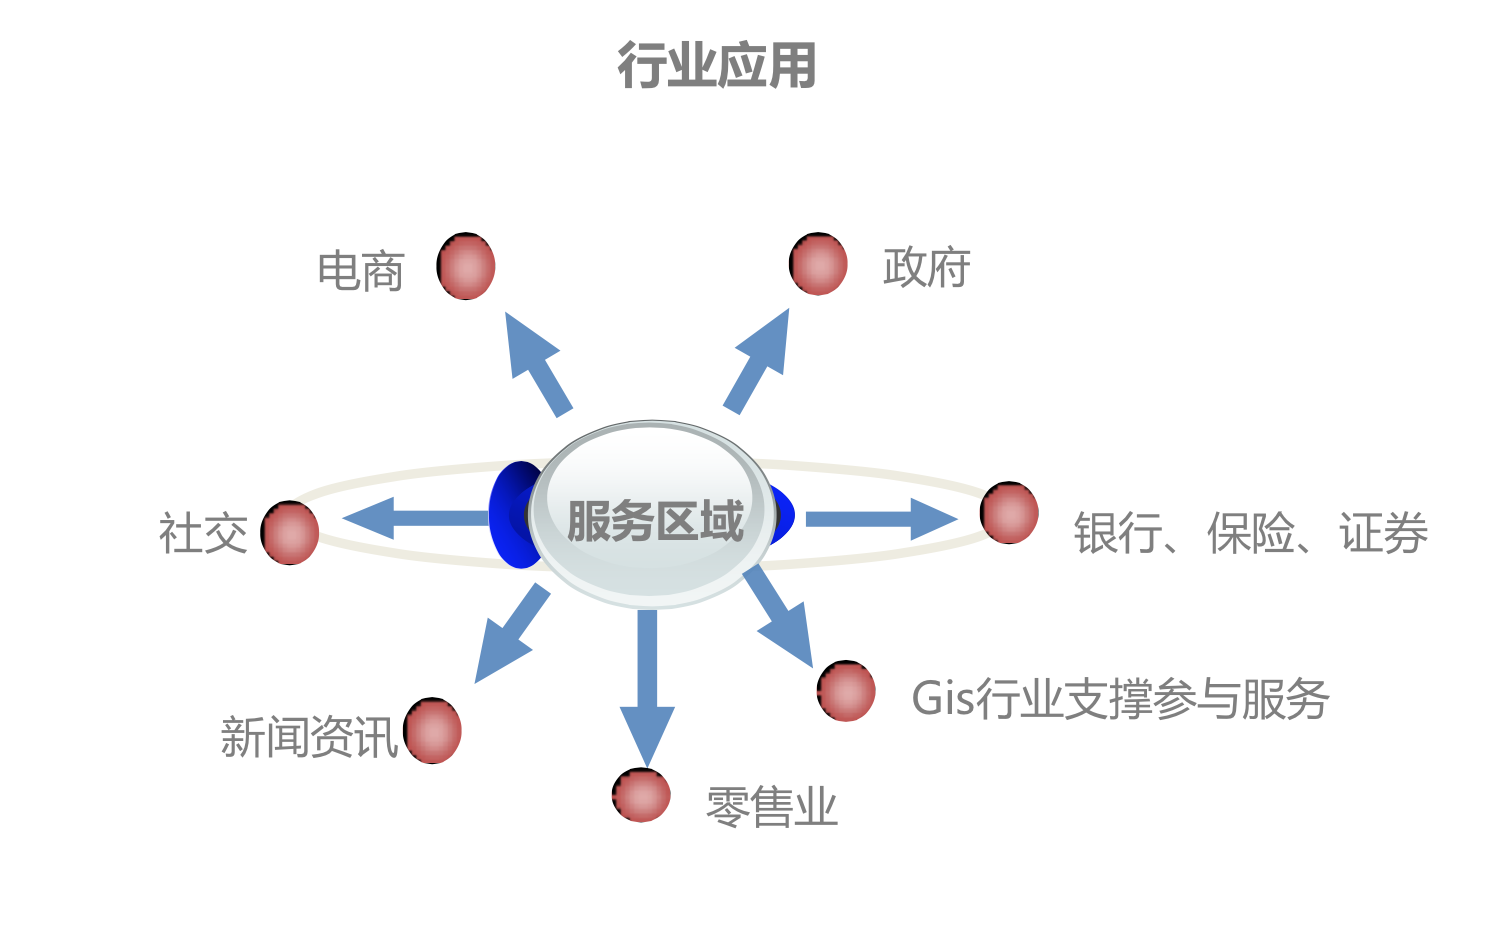 行业应用
电商
政府
服务区域
社交
银行、保险、证券
Gis行业支撑参与服务
新闻资讯
零售业